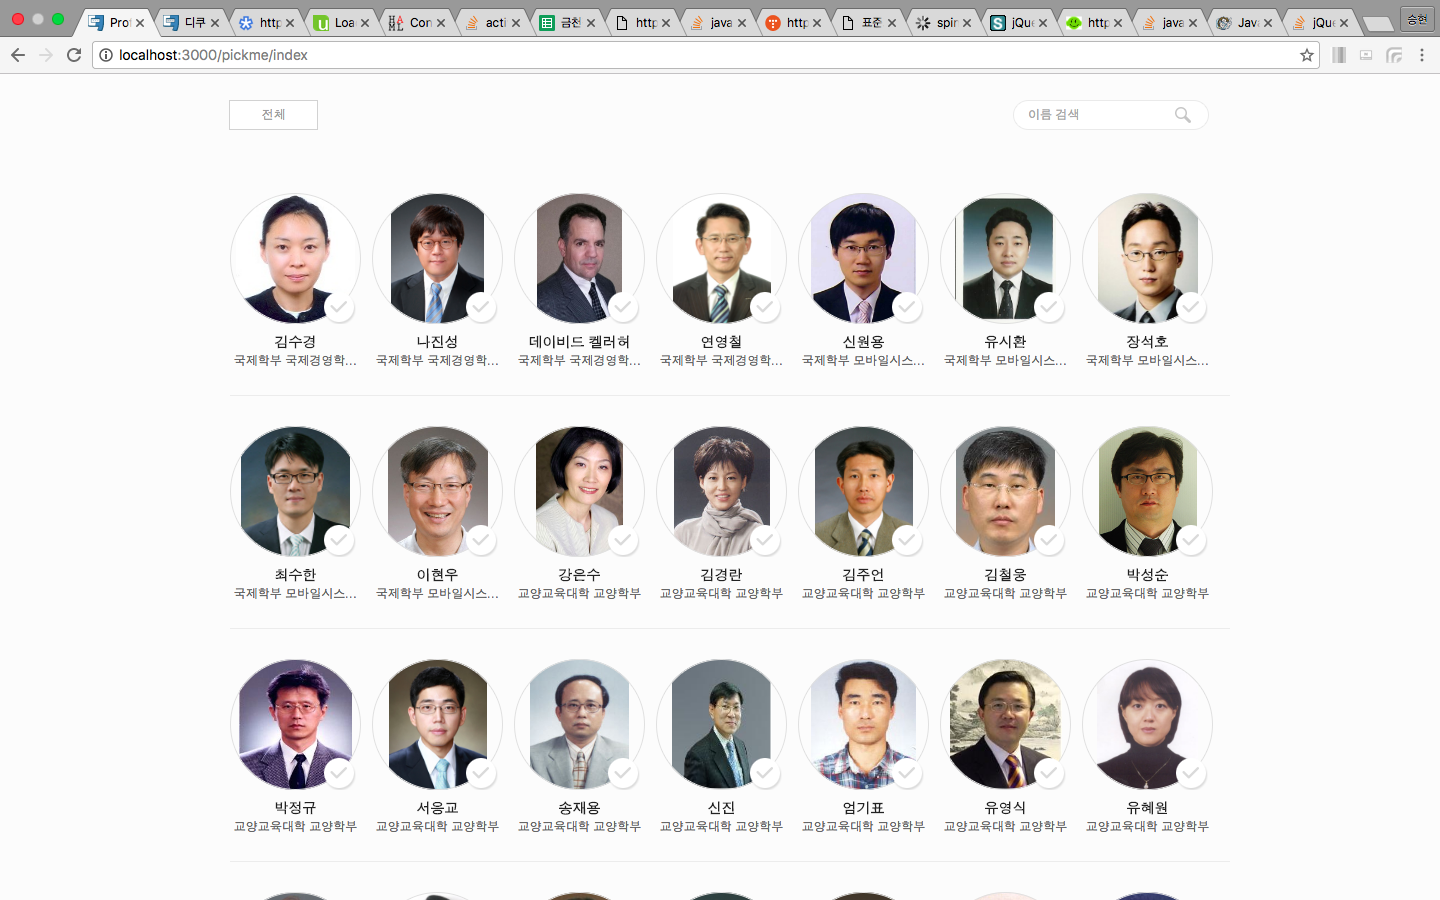 Prof
디쿠
http
Loa
Cor
acti
금천
http
java
http
표준
spir
jQue
http
java
Java
jQue
승현
localhost:3000/pickme/index
전체
이름 검색
김수경 나진성 데이비드 켈러허 연영철 신원용 유시환 장석호
국제학부 국제경영학... 국제학부 국제경영학... 국제학부 국제경영학... 국제학부 국제경영학... 국제학부 모바일시스... 국제학부 모바일시스... 국제학부 모바일시스...
최수한 이현우 강은수 김경란 김주언 김철웅 박성순
국제학부 모바일시스... 국제학부 모바일시스... 교양교육대학 교양학부 교양교육대학 교양학부 교양교육대학 교양학부 교양교육대학 교양학부 교양교육대학 교양학부
박정규 서응교 송재용 신진 엄기표 유영식 유혜원
교양교육대학 교양학부 교양교육대학 교양학부 교양교육대학 교양학부 교양교육대학 교양학부 교양교육대학 교양학부 교양교육대학 교양학부 교양교육대학 교양학부